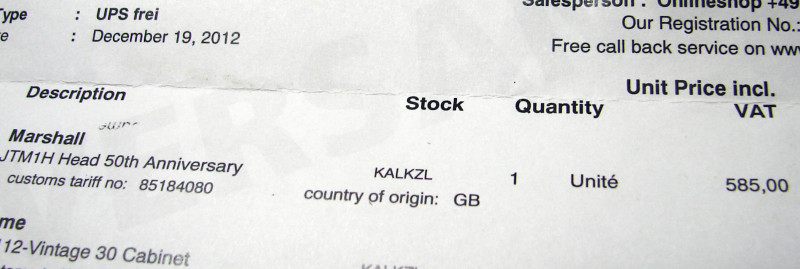 Type : UPS frei
Salesperson : Onlineshop +49
e : December 19, 2012
Our Registration No.:
Free call back service on www
Description Stock Quantity Unit Price incl.
VAT
Marshall
JTM1H Head 50th Anniversary KALKZL 1 Unité 585,00
customs tariff no: 85184080 country of origin: GB
me
112-Vintage 30 Cabinet
KALKZL